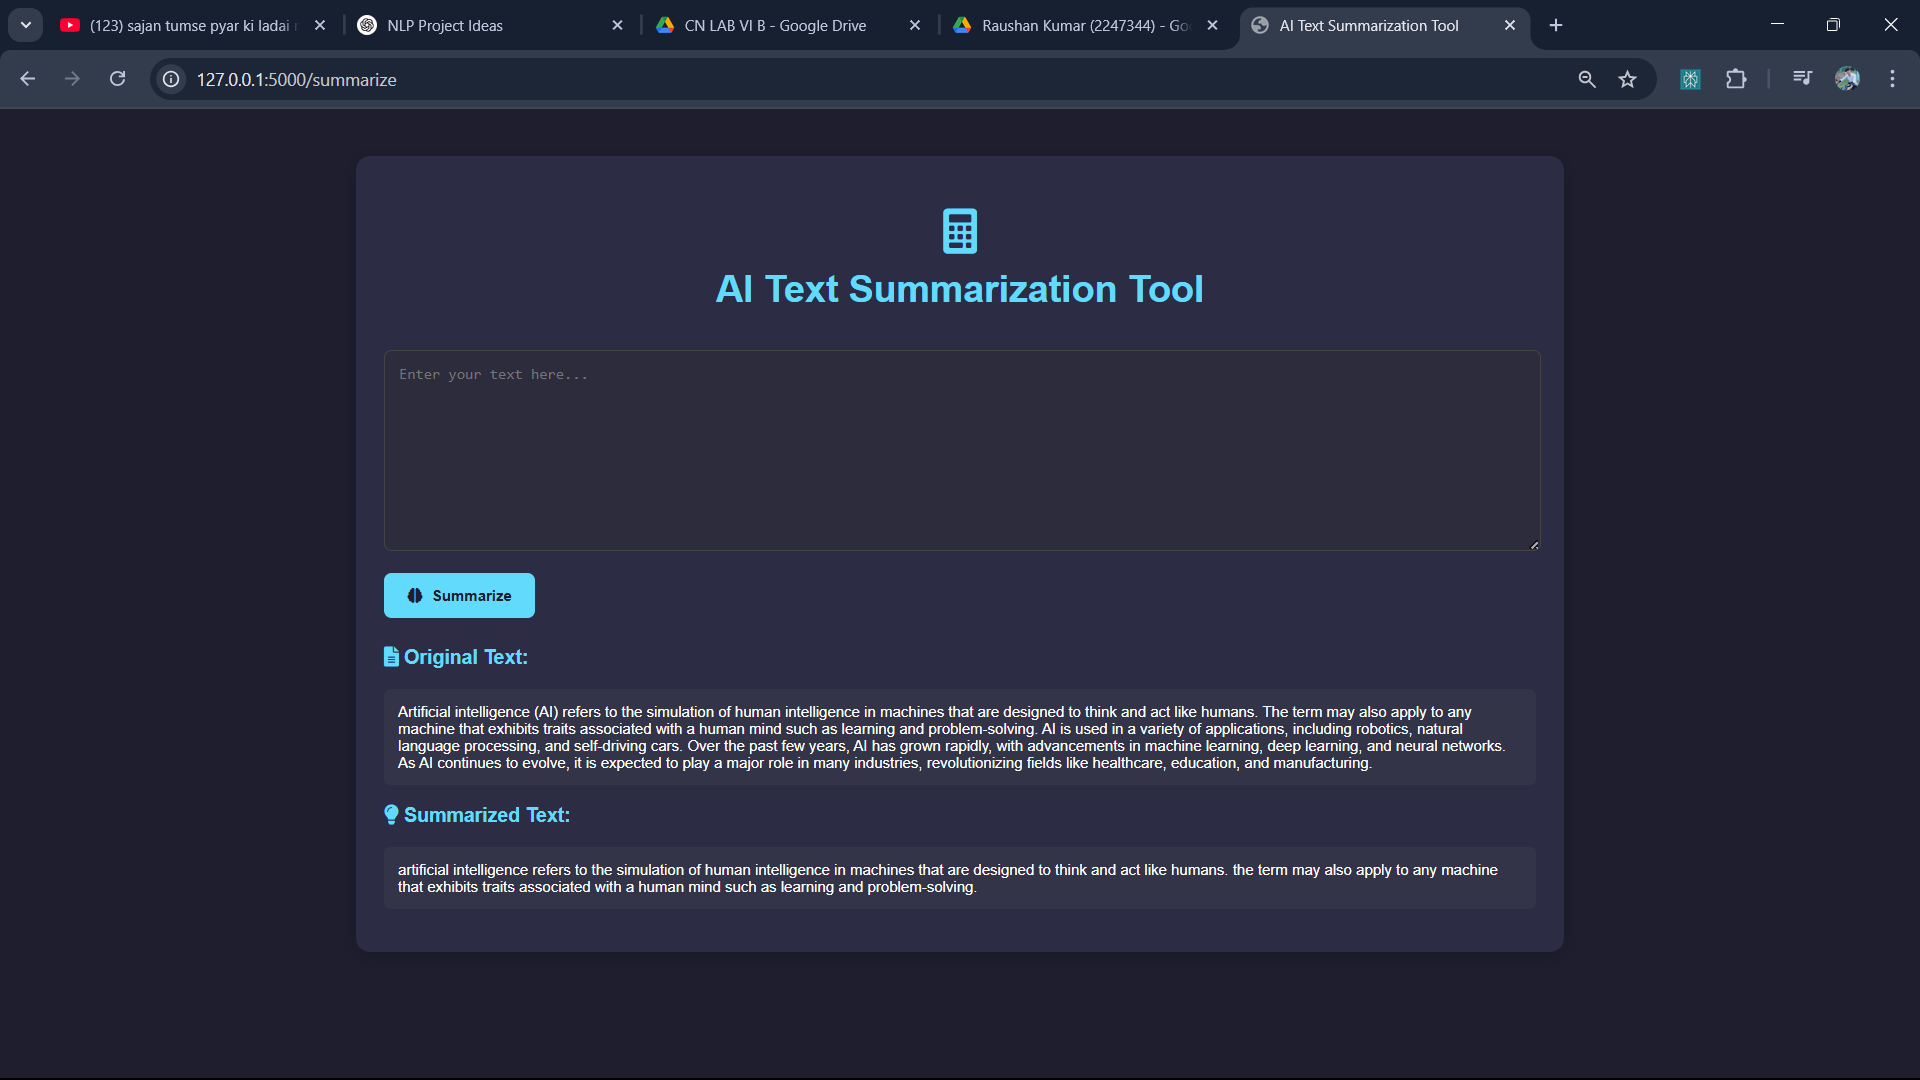 (123) sajan tumse pyar ki ladai
NLP Project Ideas
CN LAB VI B - Google Drive
Raushan Kumar (2247344) - Go
AI Text Summarization Tool
127.0.0.1:5000/summarize
AI Text Summarization Tool
Enter your text here...
Summarize
Original Text:
Artificial intelligence (AI) refers to the simulation of human intelligence in machines that are designed to think and act like humans. The term may also apply to any
machine that exhibits traits associated with a human mind such as learning and problem-solving. AI is used in a variety of applications, including robotics, natural
language processing, and self-driving cars. Over the past few years, AI has grown rapidly, with advancements in machine learning, deep learning, and neural networks.
As AI continues to evolve, it is expected to play a major role in many industries, revolutionizing fields like healthcare, education, and manufacturing.
Summarized Text:
artificial intelligence refers to the simulation of human intelligence in machines that are designed to think and act like humans. the term may also apply to any machine
that exhibits traits associated with a human mind such as learning and problem-solving.